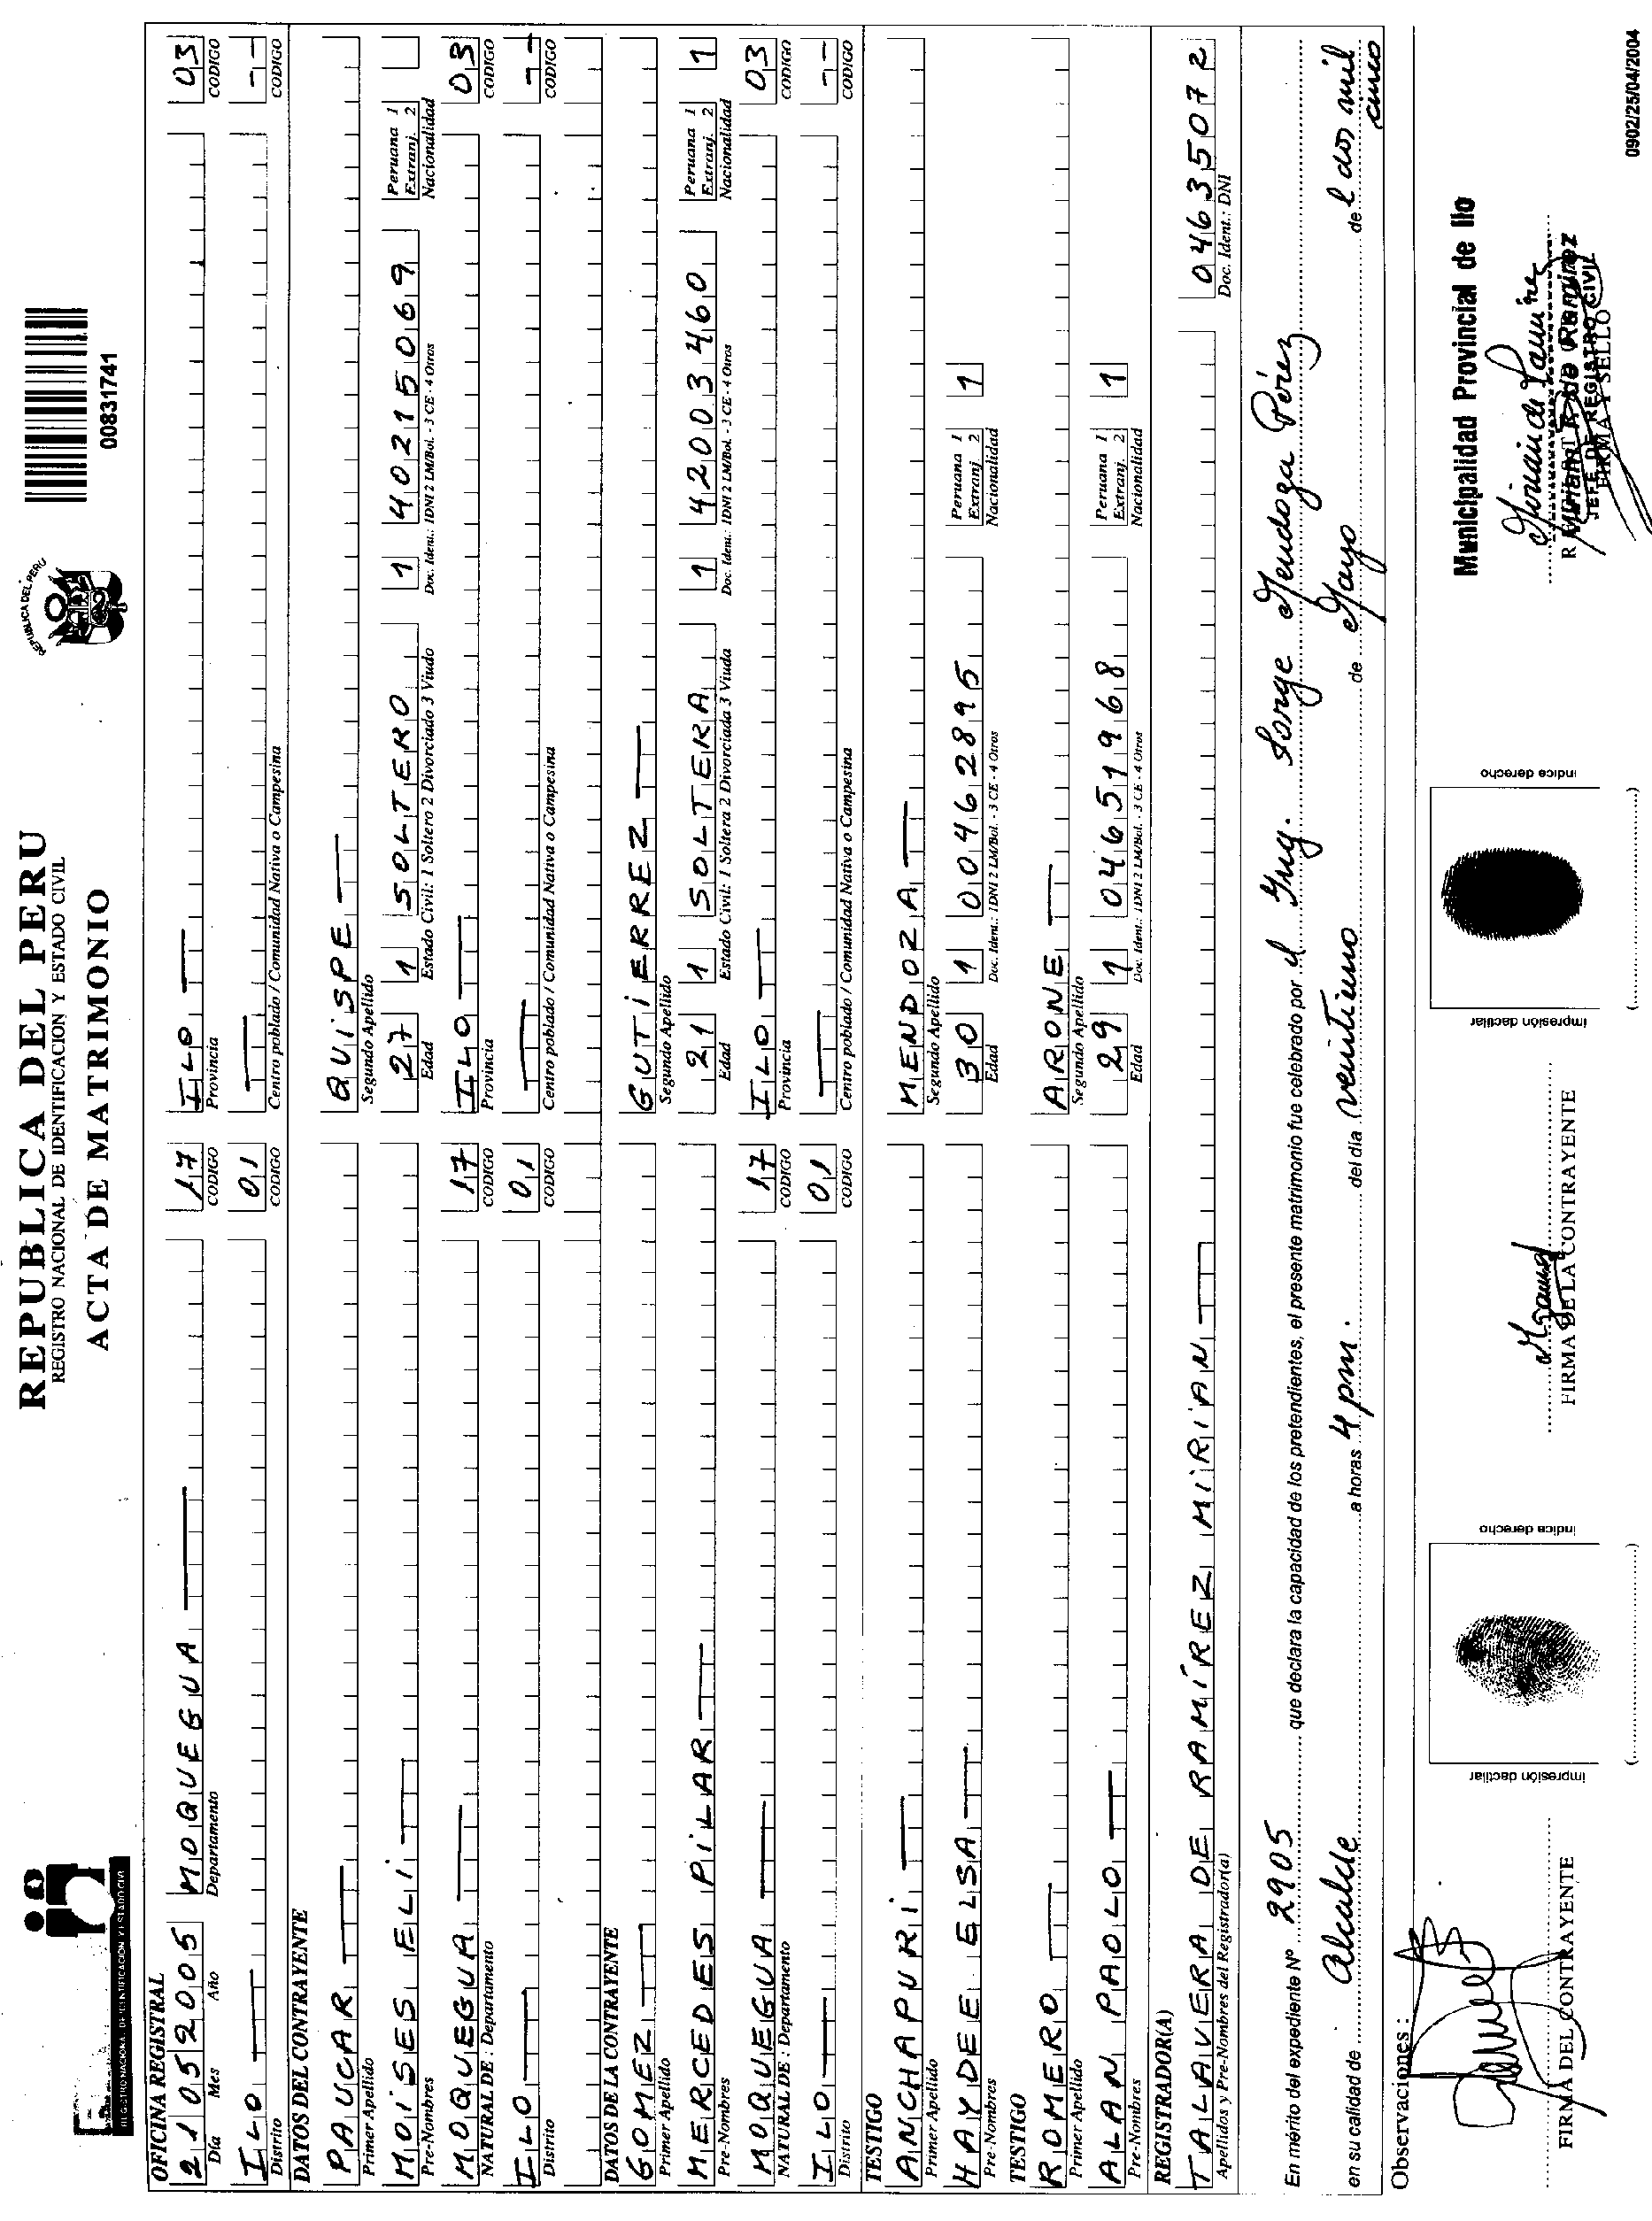 REPUBLICA DEL PERU
REGISTRO NACIONAL DE IDENTIFICACION Y ESTADO CIVIL
ACTA DE MATRIMONIO
REPUBLICA DEL PERU
00831741
REGISTRO NACIONAL DE IDENTIFICACION Y ESTADO CIVIL
OFICINA REGISTRAL
21 05 2005 MOQUEGUA 17 ILO 03
Día Mes Año Departamento CODIGO Provincia CODIGO
ILO 01 --
Distrito CODIGO Centro poblado / Comunidad Nativa o Campesina CODIGO
DATOS DEL CONTRAYENTE
PAUCAR QUISPE
Primer Apellido Segundo Apellido
MOISES ELI 27 1 SOLTERO 1 40215069 Peruana 1 Extranj. 2
Pre-Nombres Edad Estado Civil: 1 Soltero 2 Divorciado 3 Viudo Doc. Ident.: 1DNI 2 LM/Bol. - 3 CE - 4 Otros Nacionalidad
MOQUEGUA 17 ILO 03
NATURAL DE : Departamento CODIGO Provincia CODIGO
ILO 01 --
Distrito CODIGO Centro poblado / Comunidad Nativa o Campesina CODIGO
DATOS DE LA CONTRAYENTE
GOMEZ GUTIERREZ
Primer Apellido Segundo Apellido
MERCEDES PILAR 21 1 SOLTERA 1 42003460 Peruana 1 Extranj. 2 1
Pre-Nombres Edad Estado Civil: 1 Soltera 2 Divorciada 3 Viuda Doc. Ident.: 1DNI 2 LM/Bol. - 3 CE - 4 Otros Nacionalidad
MOQUEGUA 17 ILO 03
NATURAL DE : Departamento CODIGO Provincia CODIGO
ILO 01 --
Distrito CODIGO Centro poblado / Comunidad Nativa o Campesina CODIGO
TESTIGO
ANCHAPURI MENDOZA
Primer Apellido Segundo Apellido
HAYDEE ELSA 30 1 00462895 Peruana 1 Extranj. 2 1
Pre-Nombres Edad Doc. Ident.: 1DNI 2 LM/Bol. - 3 CE - 4 Otros Nacionalidad
TESTIGO
ROMERO ARONE
Primer Apellido Segundo Apellido
ALAN PAOLO 29 1 04651968 Peruana 1 Extranj. 2 1
Pre-Nombres Edad Doc. Ident.: 1DNI 2 LM/Bol. - 3 CE - 4 Otros Nacionalidad
REGISTRADOR(A)
TALAVERA DE RAMÍREZ MIRIAN 04635072
Apellidos y Pre-Nombres del Registrador(a) Doc. Ident.: DNI
En mérito del expediente Nº 2905 que declara la capacidad de los pretendientes, el presente matrimonio fue celebrado por el Ing. Jorge Mendoza Pérez
en su calidad de Alcalde a horas 4 pm. del día veintiuno de Mayo del dos mil
cinco
Observaciones :
Municipalidad Provincial de Ilo
impresión dactilar índice derecho impresión dactilar índice derecho
JEFE DE REGISTRO CIVIL
FIRMA Y SELLO
FIRMA DEL CONTRAYENTE FIRMA DE LA CONTRAYENTE
0902/25/04/2004